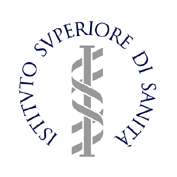 ISTITVTO SVPERIORE DI SANITÀ